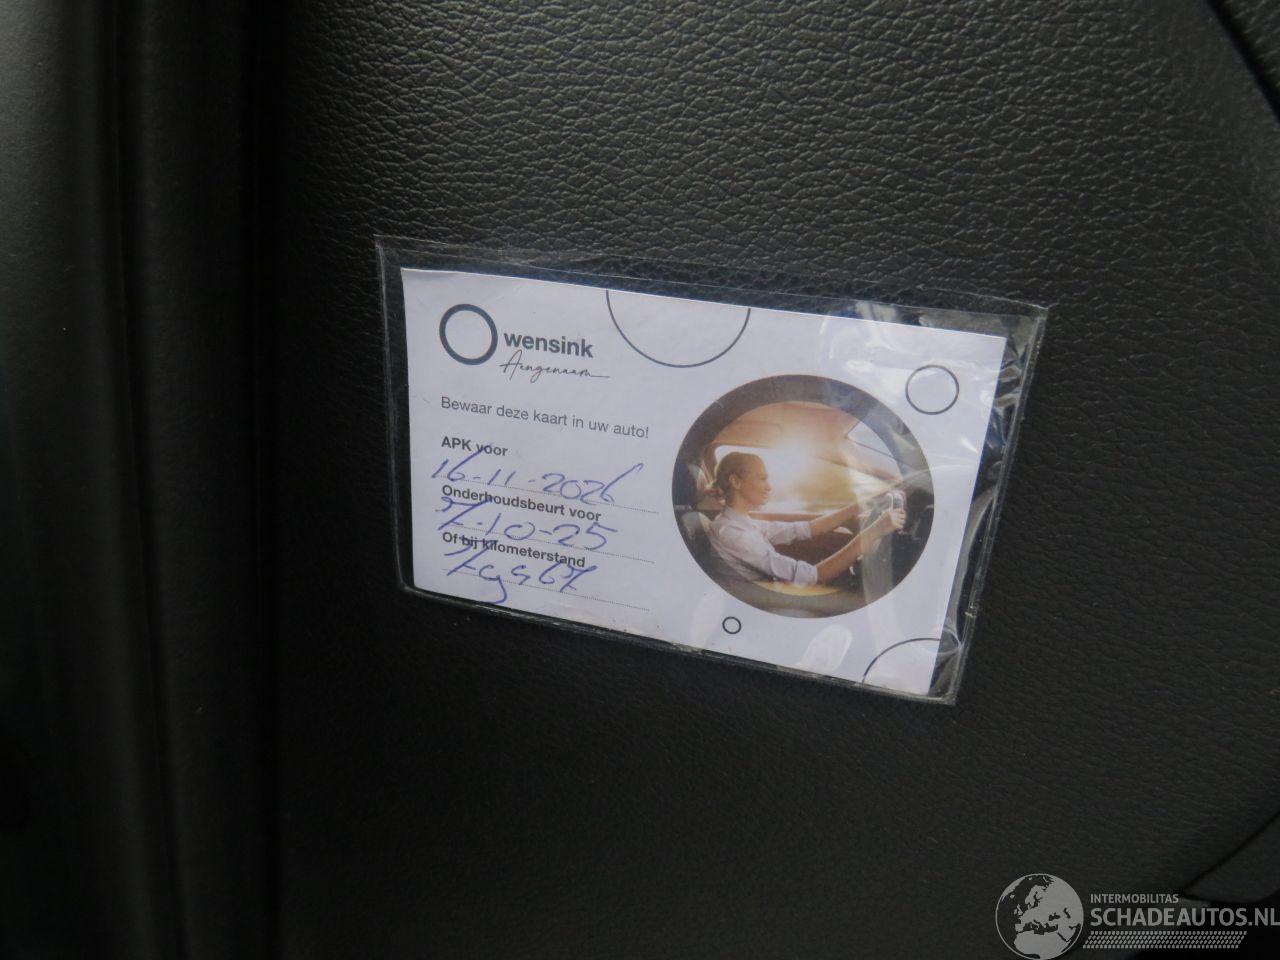 wensink
Aangenaam
Bewaar deze kaart in uw auto!
APK voor
16-11-2026
Onderhoudsbeurt voor
7-10-25
Of bij kilometerstand
INTERMOBILITAS
SCHADEAUTOS.NL